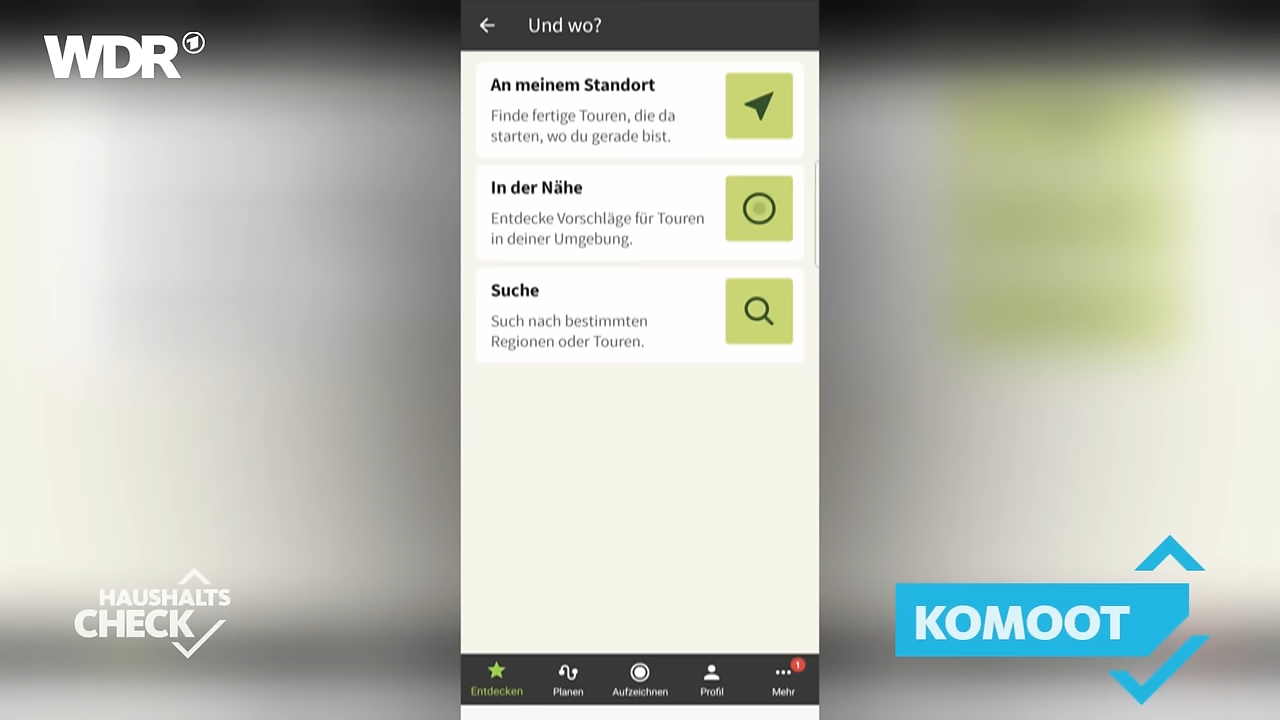 WDR
Und wo?
An meinem Standort
Finde fertige Touren, die da
starten, wo du gerade bist.
In der Nähe
Entdecke Vorschläge für Touren
in deiner Umgebung.
Suche
Such nach bestimmten
Regionen oder Touren.
HAUSHALTS
CHECK
KOMOOT
Entdecken
Planen
Aufzeichnen
Profil
Mehr
1